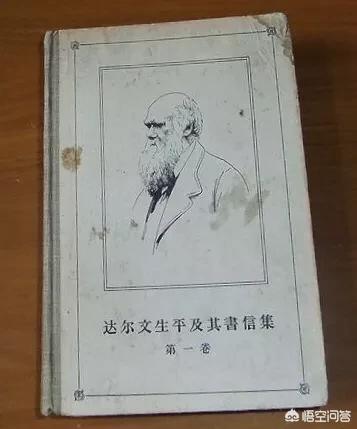 达尔文生平及其書信集
第一卷
悟空问答